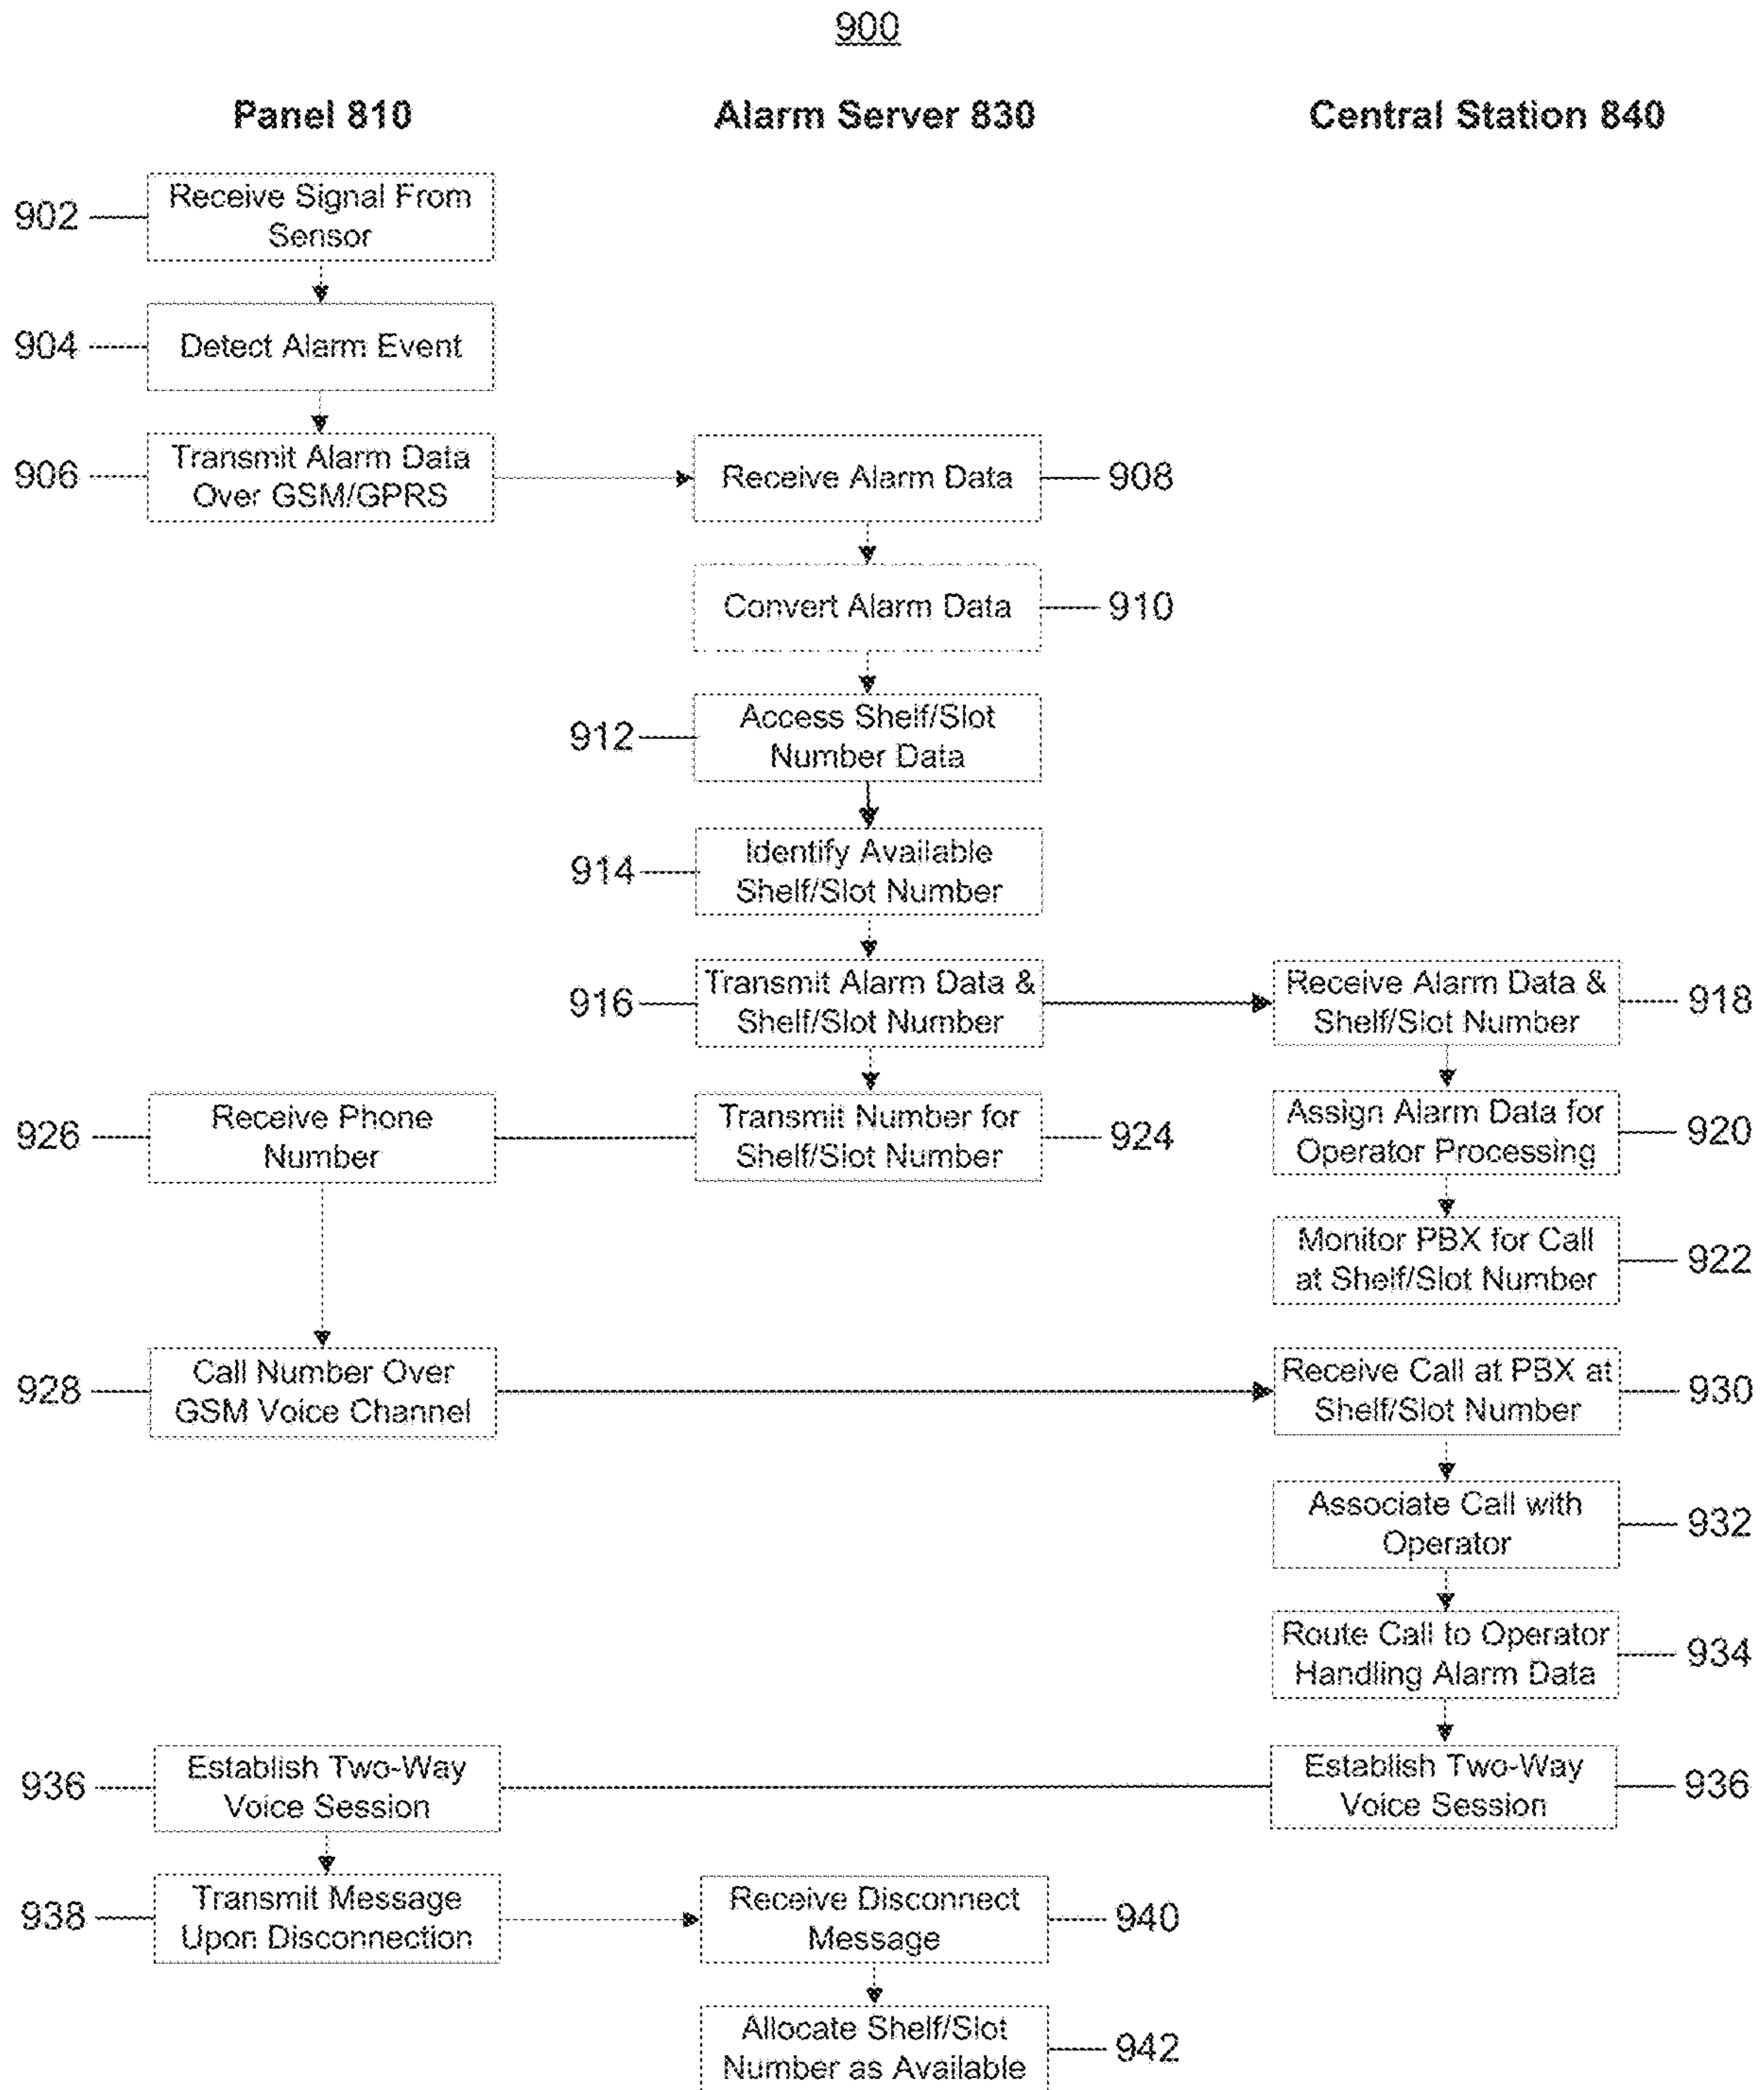 900
Panel 810
Alarm Server 830
Central Station 840
902
Receive Signal From
Sensor
904
Detect Alarm Event
906
Transmit Alarm Data
Over GSM/GPRS
Receive Alarm Data
908
Convert Alarm Data
910
912
Access Shelf/Slot
Number Data
914
Identify Available
Shelf/Slot Number
916
Transmit Alarm Data &
Shelf/Slot Number
Receive Alarm Data &
Shelf/Slot Number
918
926
Receive Phone
Number
Transmit Number for
Shelf/Slot Number
924
Assign Alarm Data for
Operator Processing
920
Monitor PBX for Call
at Shelf/Slot Number
922
928
Call Number Over
GSM Voice Channel
Receive Call at PBX at
Shelf/Slot Number
930
Associate Call with
Operator
932
Route Call to Operator
Handling Alarm Data
934
936
Establish Two-Way
Voice Session
Establish Two-Way
Voice Session
936
938
Transmit Message
Upon Disconnection
Receive Disconnect
Message
940
Allocate Shelf/Slot
Number as Available
942